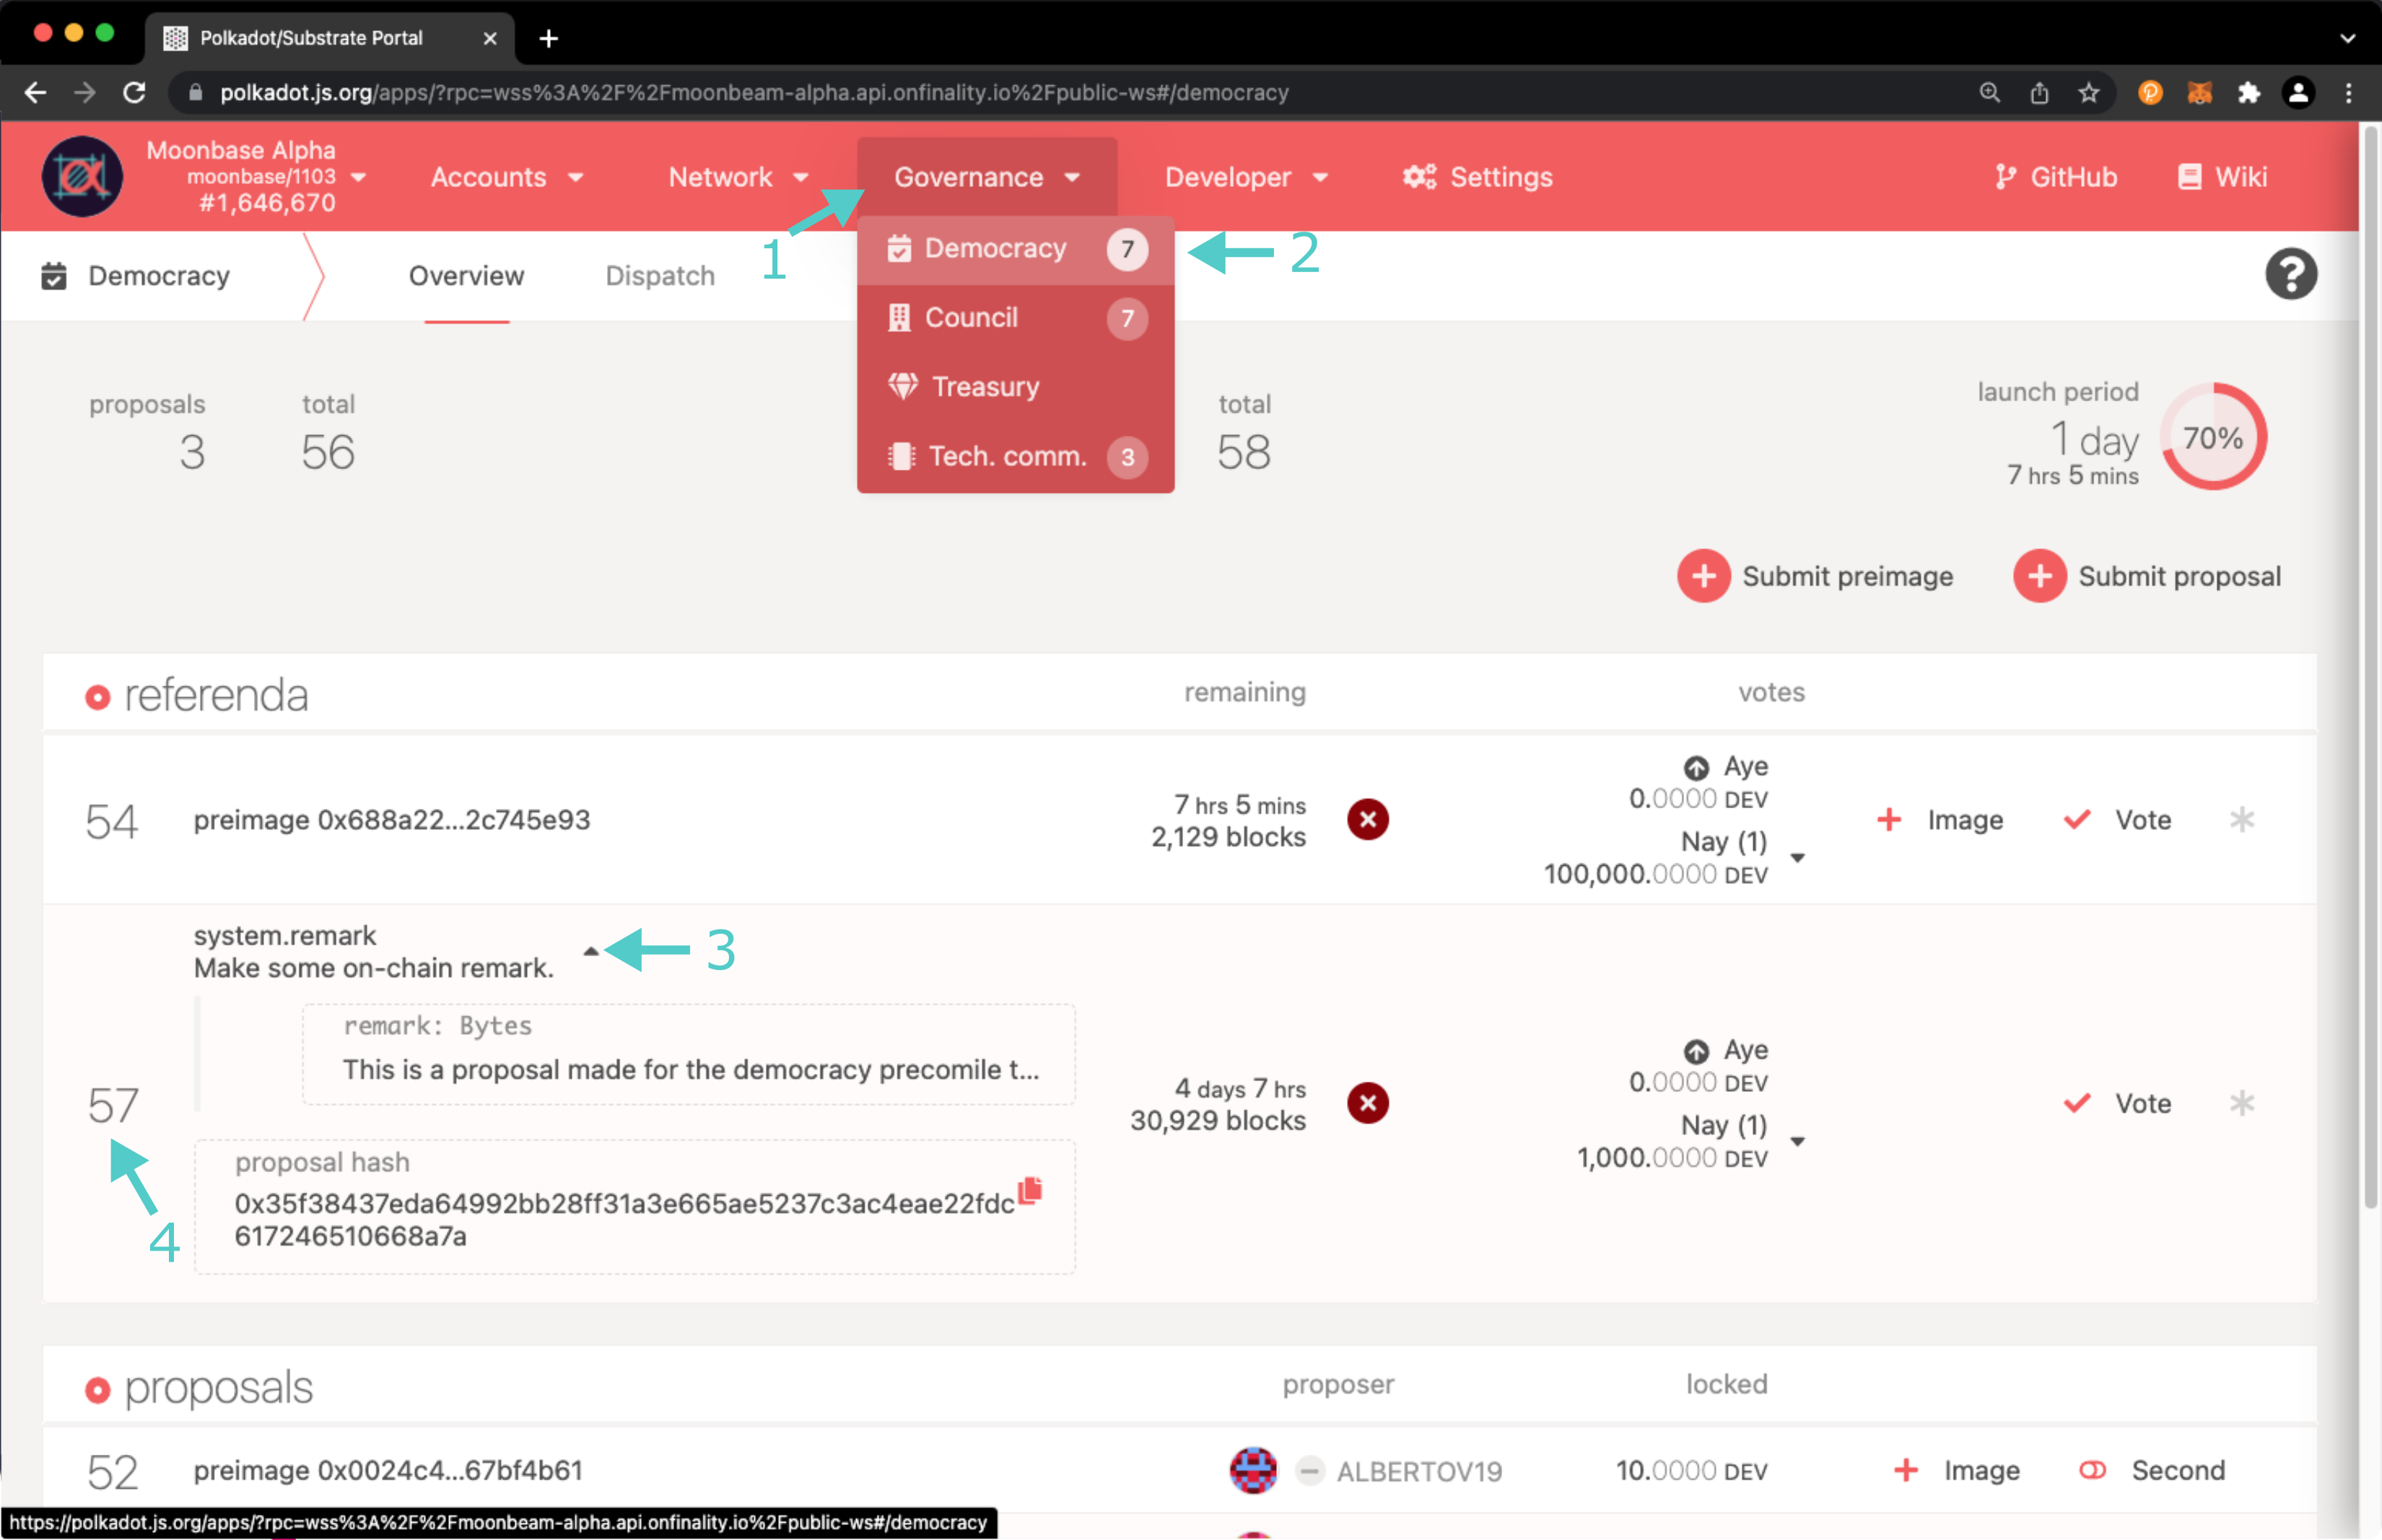 Polkadot/Substrate Portal
polkadot.js.org/apps/?rpc=wss%3A%2F%2Fmoonbeam-alpha.api.onfinality.io%2Fpublic-ws#/democracy
Moonbase Alpha
moonbase/1103
#1,646,670
Accounts
Network
Governance
Developer
Settings
GitHub
Wiki
1
Democracy 7
2
Council 7
Treasury
Tech. comm. 3
Democracy
Overview
Dispatch
proposals
3
total
56
total
58
launch period
1 day
7 hrs 5 mins
70%
Submit preimage
Submit proposal
referenda
remaining
votes
54
preimage 0x688a22...2c745e93
7 hrs 5 mins
2,129 blocks
Aye
0.0000 DEV
Nay (1)
100,000.0000 DEV
Image
Vote
system.remark
Make some on-chain remark.
3
remark: Bytes
This is a proposal made for the democracy precomile t...
57
4
proposal hash
0x35f38437eda64992bb28ff31a3e665ae5237c3ac4eae22fdc
617246510668a7a
4 days 7 hrs
30,929 blocks
Aye
0.0000 DEV
Nay (1)
1,000.0000 DEV
Vote
proposals
proposer
locked
52
preimage 0x0024c4...67bf4b61
ALBERTOV19
10.0000 DEV
Image
Second
https://polkadot.js.org/apps/?rpc=wss%3A%2F%2Fmoonbeam-alpha.api.onfinality.io%2Fpublic-ws#/democracy